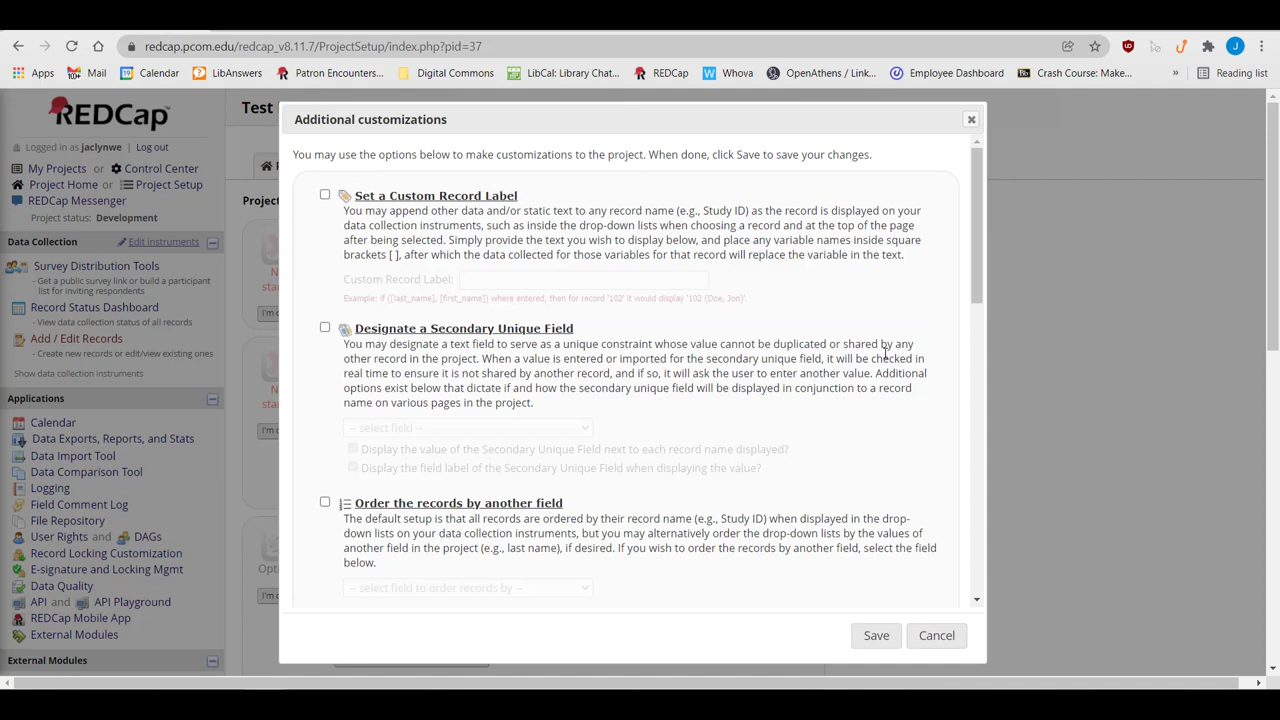 redcap.pcom.edu/redcap_v8.11.7/ProjectSetup/index.php?pid=37
J
Apps
10+ Mail
19 Calendar
LibAnswers
Patron Encounters...
Digital Commons
LibCal: Library Chat...
REDCap
W Whova
OpenAthens / Link...
Employee Dashboard
Crash Course: Make...
»
Reading list
REDCap
Logged in as jaclynwe | Log out
My Projects or Control Center
Project Home or Project Setup
REDCap Messenger
Project status: Development
Data Collection
Edit instruments
Survey Distribution Tools
- Get a public survey link or build a participant
list for inviting respondents
Record Status Dashboard
- View data collection status of all records
Add / Edit Records
- Create new records or edit/view existing ones
Show data collection instruments
Applications
Calendar
Data Exports, Reports, and Stats
Data Import Tool
Data Comparison Tool
Logging
Field Comment Log
File Repository
User Rights and DAGs
Record Locking Customization
E-signature and Locking Mgmt
Data Quality
API and API Playground
REDCap Mobile App
External Modules
External Modules
Test
Projec
I'm d
I'm d
Opti
I'm d
Additional customizations
You may use the options below to make customizations to the project. When done, click Save to save your changes.
Set a Custom Record Label
You may append other data and/or static text to any record name (e.g., Study ID) as the record is displayed on your
data collection instruments, such as inside the drop-down lists when choosing a record and at the top of the page
after being selected. Simply provide the text you wish to display below, and place any variable names inside square
brackets [ ], after which the data collected for those variables for that record will replace the variable in the text.
Custom Record Label:
Example: if ([last_name], [first_name]) where entered, then for record '102' it would display '102 (Doe, Jon)'.
Designate a Secondary Unique Field
You may designate a text field to serve as a unique constraint whose value cannot be duplicated or shared by any
other record in the project. When a value is entered or imported for the secondary unique field, it will be checked in
real time to ensure it is not shared by another record, and if so, it will ask the user to enter another value. Additional
options exist below that dictate if and how the secondary unique field will be displayed in conjunction to a record
name on various pages in the project.
-- select field --
Display the value of the Secondary Unique Field next to each record name displayed?
Display the field label of the Secondary Unique Field when displaying the value?
Order the records by another field
The default setup is that all records are ordered by their record name (e.g., Study ID) when displayed in the drop-
down lists on your data collection instruments, but you may alternatively order the drop-down lists by the values of
another field in the project (e.g., last name), if desired. If you wish to order the records by another field, select the field
below.
-- select field to order records by --
Save
Cancel